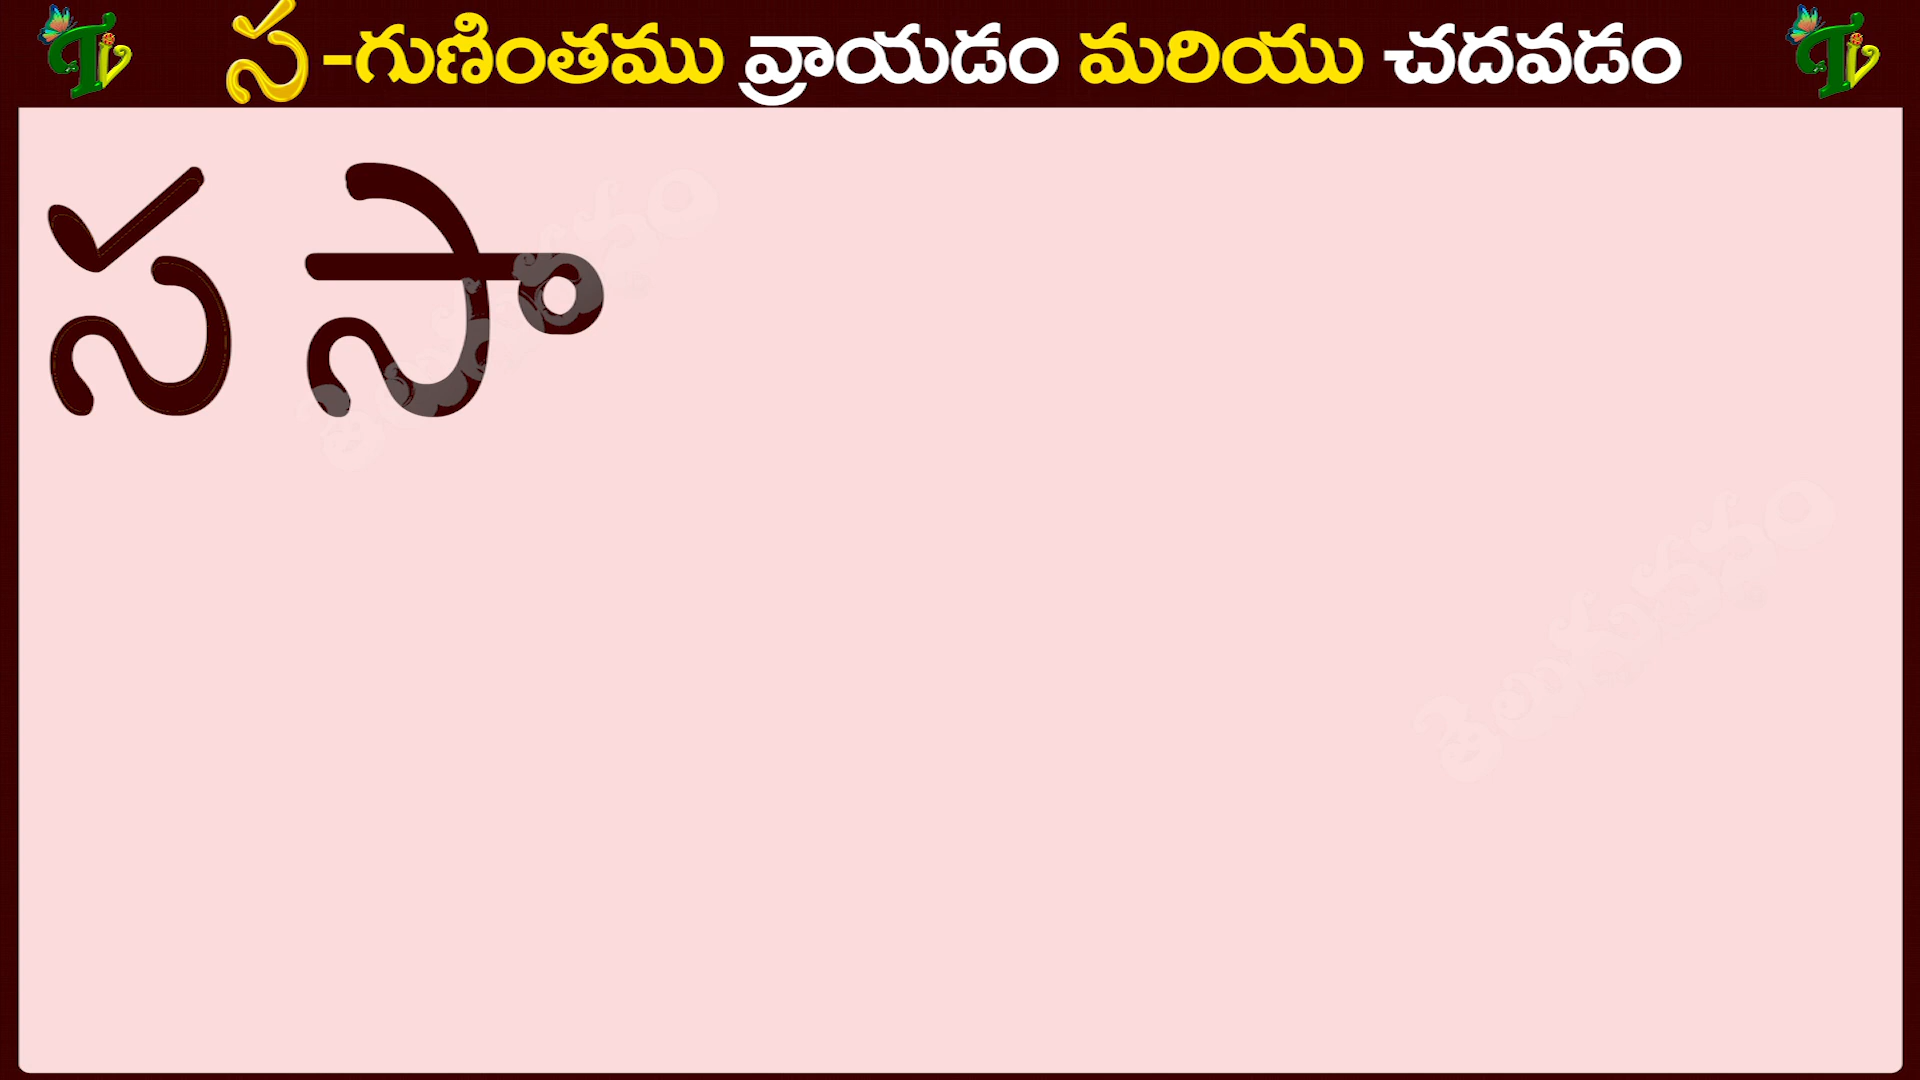 స-గుణింతము వ్రాయడం మరియు చదవడం
స సా